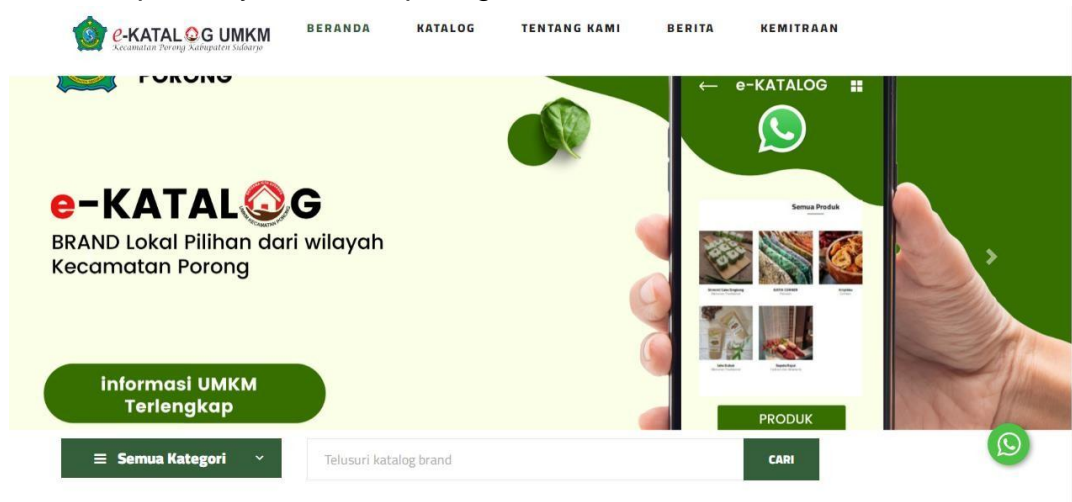 e-KATALOG UMKM
Kecamatan Porong Kabupaten Sidoarjo
BERANDA
KATALOG
TENTANG KAMI
BERITA
KEMITRAAN
PORONG
e-KATALOG
BRAND Lokal Pilihan dari wilayah
Kecamatan Porong
informasi UMKM
Terlengkap
e-KATALOG
Semua Produk
PRODUK
Semua Kategori
Telusuri katalog brand
CARI